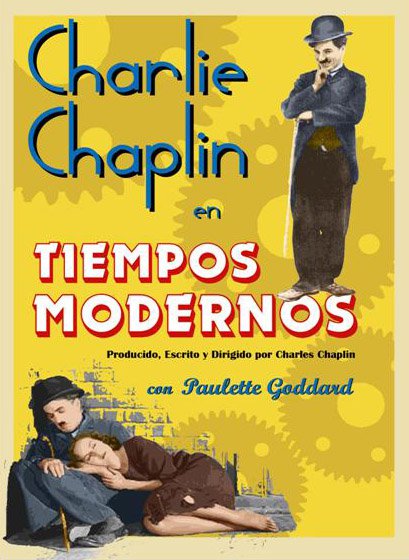 Charlie
Chaplin
en
TIEMPOS
MODERNOS
Producido, Escrito y Dirigido por Charles Chaplin
con Paulette Goddard